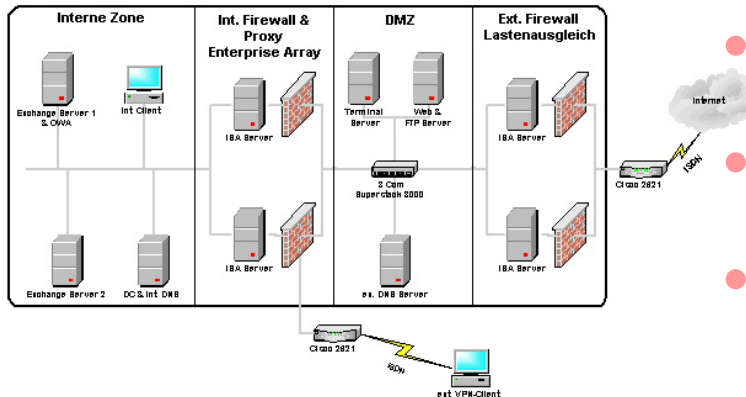 Interne Zone
Int. Firewall &
Proxy
Enterprise Array
DMZ
Ext. Firewall
Lastenausgleich
Exchange Server 1
& OWA
Int Client
ISA Server
Terminal
Server
Web &
FTP Server
ISA Server
Internet
ISDN
Cisco 2621
3 Com
Superstack 3000
Exchange Server 2
DC & Int DNS
ISA Server
ex. DNS Server
ISA Server
Cisco 2621
ISDN
ext VPN-Client